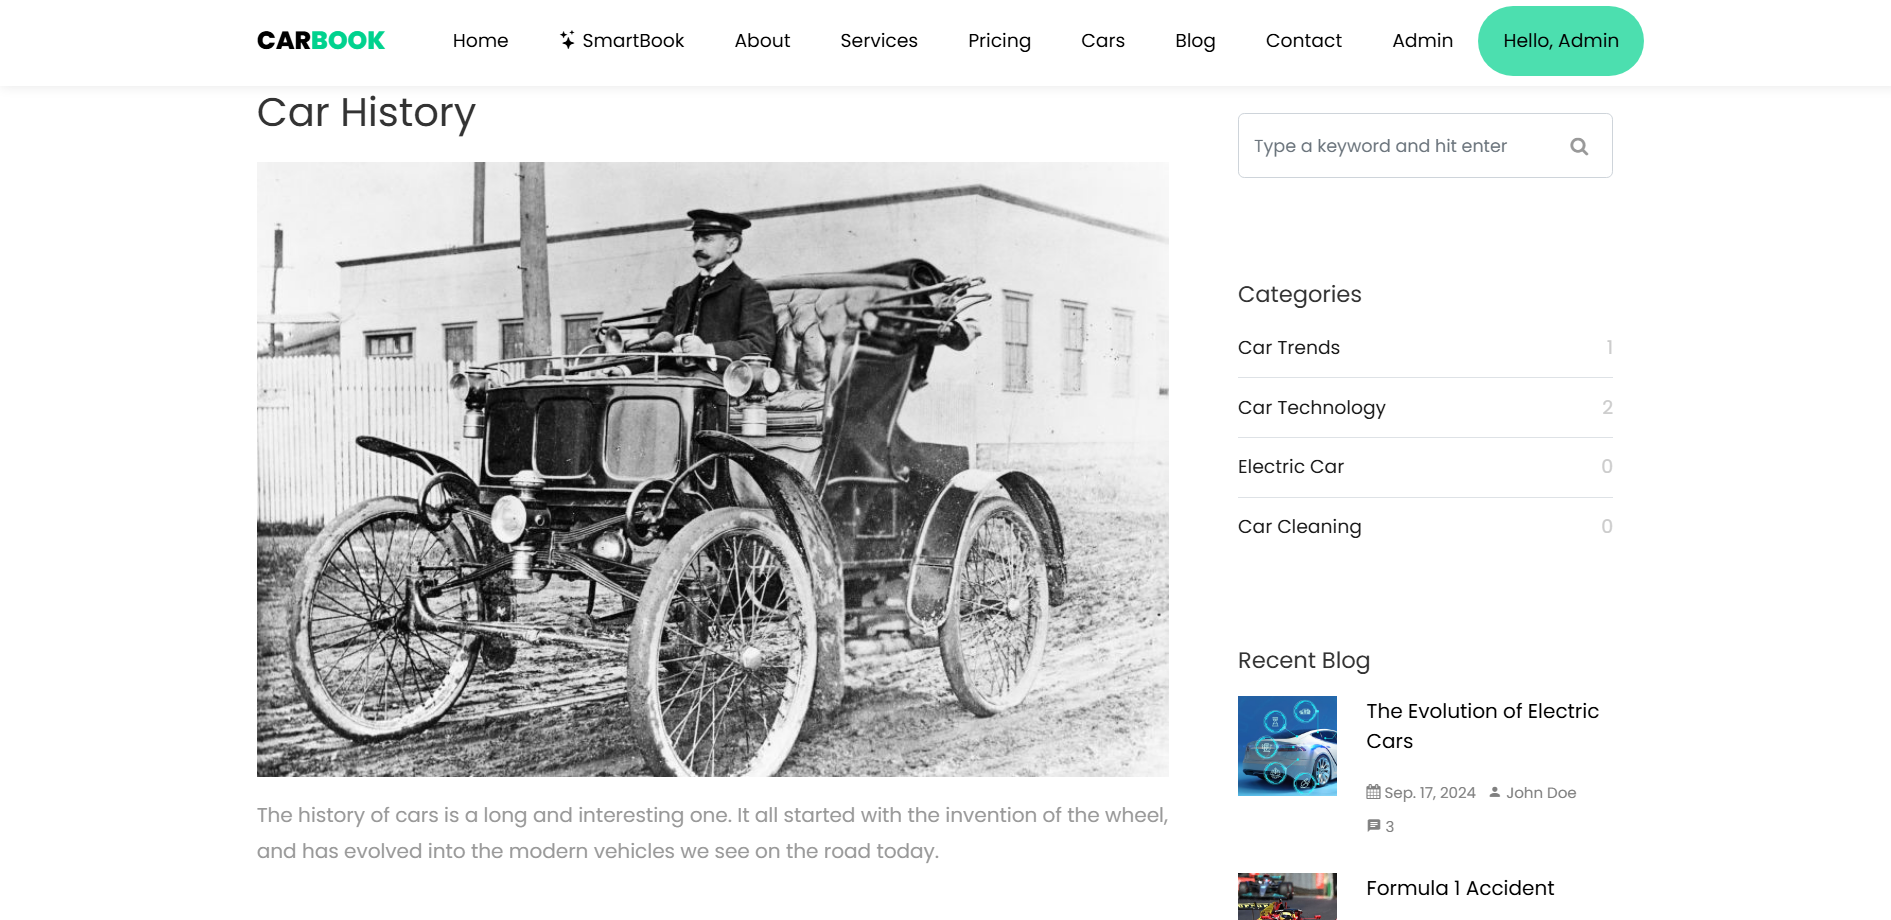 CARBOOK
Home
SmartBook
About
Services
Pricing
Cars
Blog
Contact
Admin
Hello, Admin
Car History
The history of cars is a long and interesting one. It all started with the invention of the wheel,
and has evolved into the modern vehicles we see on the road today.
Type a keyword and hit enter
Categories
Car Trends 1
Car Technology 2
Electric Car 0
Car Cleaning 0
Recent Blog
The Evolution of Electric
Cars
Sep. 17, 2024 John Doe
3
Formula 1 Accident